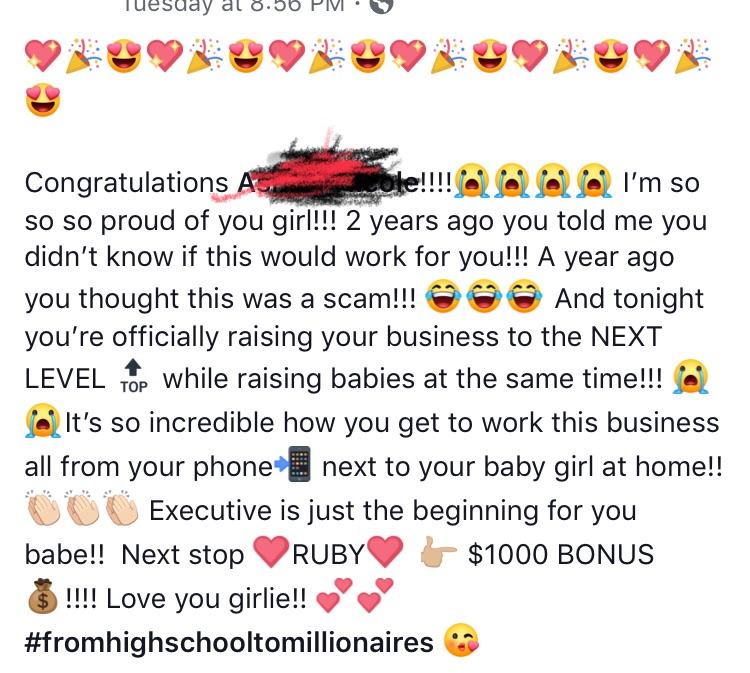 Tuesday at 8:56 PM ·
💖🎉😍💖🎉😍💖🎉😍💖🎉😍💖🎉😍💖🎉
😍
Congratulations !!!!😭😭😭😭 I’m so
so so proud of you girl!!! 2 years ago you told me you
didn’t know if this would work for you!!! A year ago
you thought this was a scam!!! 😂😂😂 And tonight
you’re officially raising your business to the NEXT
LEVEL 🔝 while raising babies at the same time!!! 😭
😭It’s so incredible how you get to work this business
all from your phone📲 next to your baby girl at home!!
👏🏻👏🏻👏🏻 Executive is just the beginning for you
babe!! Next stop ❤️RUBY❤️ 👉🏼 $1000 BONUS
💰!!!! Love you girlie!! 💕💕
#fromhighschooltomillionaires 😘